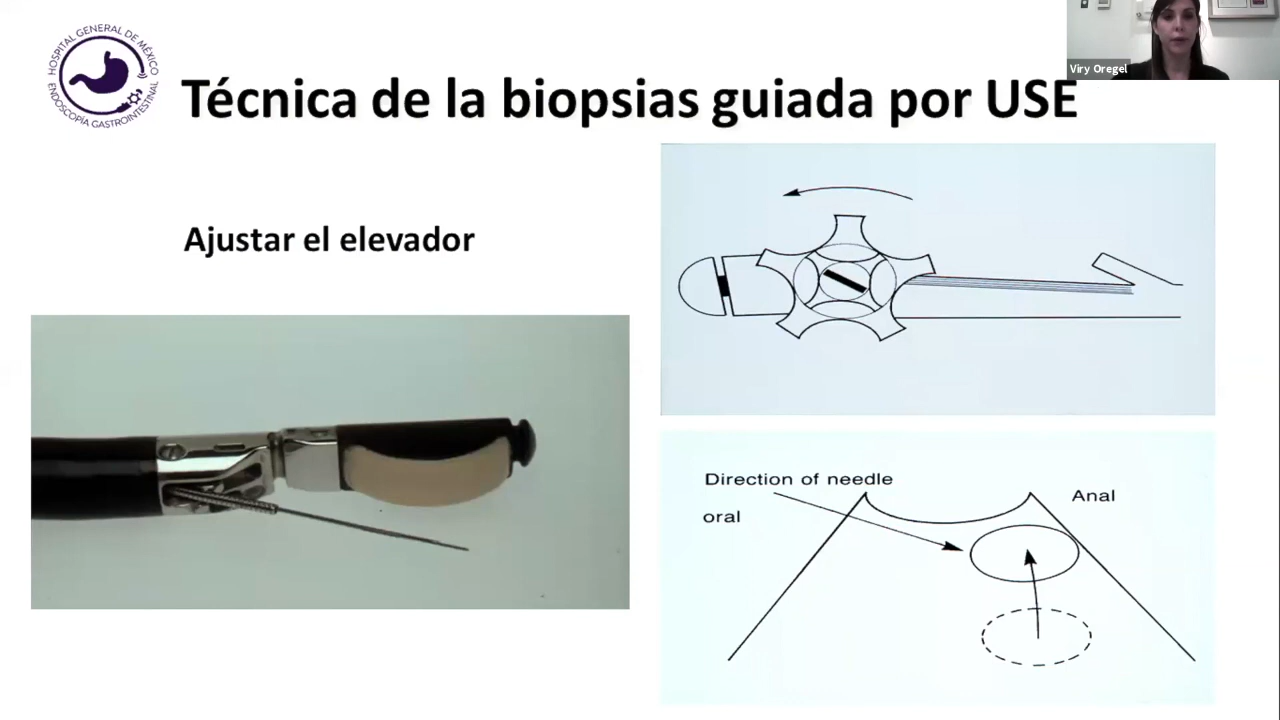 HOSPITAL GENERAL DE MÉXICO
ENDOSCOPÍA GASTROINTESTINAL
Viry Oregel
Técnica de la biopsias guiada por USE
Ajustar el elevador
Direction of needle
Anal
oral